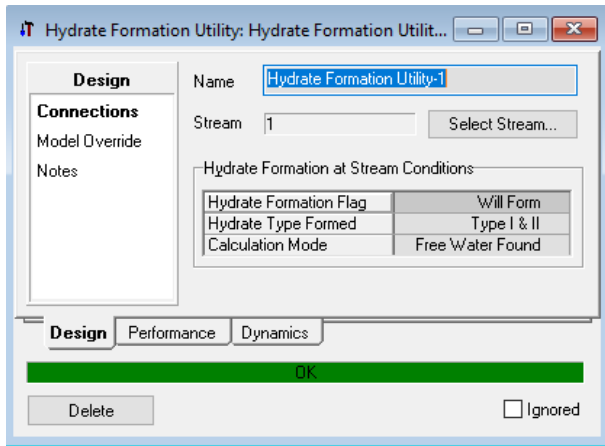 Hydrate Formation Utility: Hydrate Formation Utilit...
Design
Connections
Model Override
Notes
Name Hydrate Formation Utility-1
Stream 1 Select Stream...
Hydrate Formation at Stream Conditions
Hydrate Formation Flag Will Form
Hydrate Type Formed Type I & II
Calculation Mode Free Water Found
Design Performance Dynamics
OK
Delete Ignored